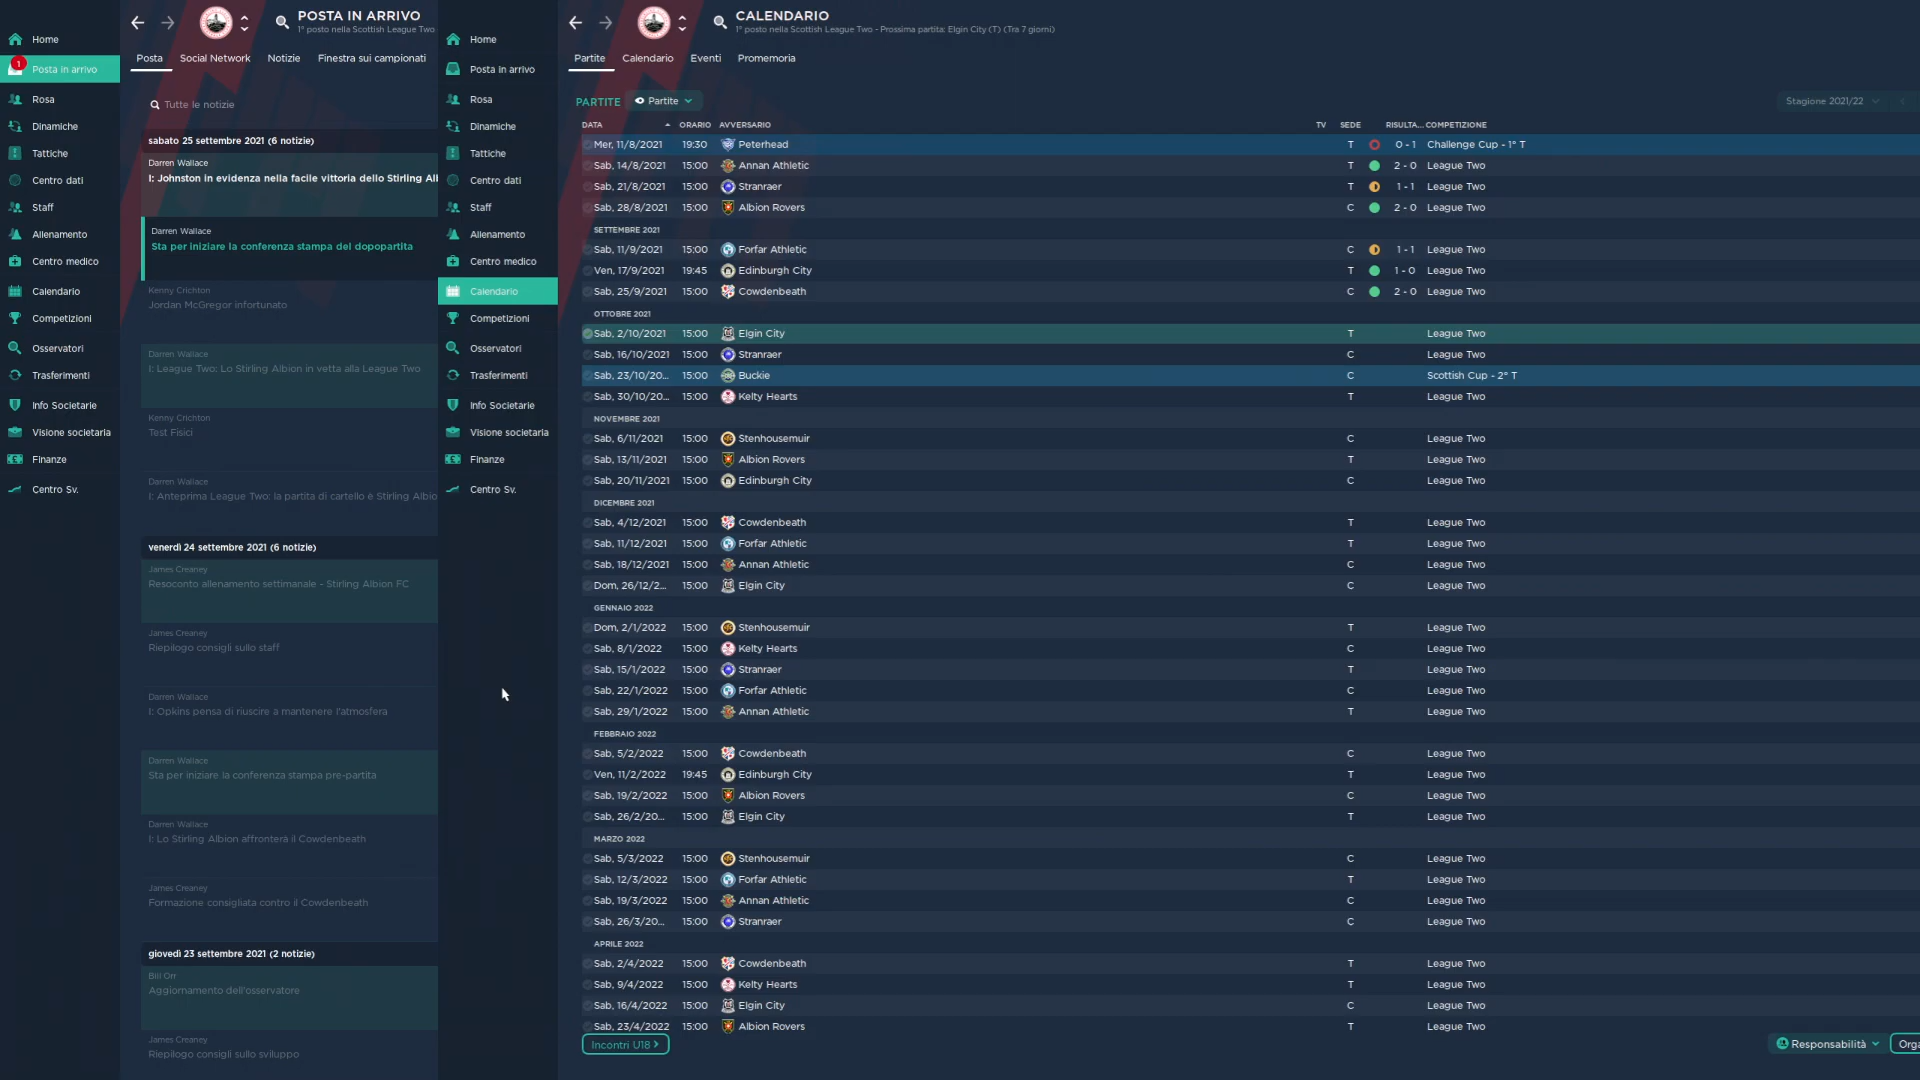 POSTA IN ARRIVO
1° posto nella Scottish League Two
Home
1
Posta in arrivo
Rosa
Dinamiche
Tattiche
Centro dati
Staff
Allenamento
Centro medico
Calendario
Competizioni
Osservatori
Trasferimenti
Info Societarie
Visione societaria
Finanze
Centro Sv.
Posta Social Network Notizie Finestra sui campionati
Tutte le notizie
sabato 25 settembre 2021 (6 notizie)
Darren Wallace
I: Johnston in evidenza nella facile vittoria dello Stirling Alb
Darren Wallace
Sta per iniziare la conferenza stampa del dopopartita
Kenny Crichton
Jordan McGregor infortunato
Darren Wallace
I: League Two: Lo Stirling Albion in vetta alla League Two
Kenny Crichton
Test Fisici
Darren Wallace
I: Anteprima League Two: la partita di cartello è Stirling Albio
venerdì 24 settembre 2021 (6 notizie)
James Creaney
Resoconto allenamento settimanale - Stirling Albion FC
James Creaney
Riepilogo consigli sullo staff
Darren Wallace
I: Opkins pensa di riuscire a mantenere l'atmosfera
Darren Wallace
Sta per iniziare la conferenza stampa pre-partita
Darren Wallace
I: Lo Stirling Albion affronterà il Cowdenbeath
James Creaney
Formazione consigliata contro il Cowdenbeath
giovedì 23 settembre 2021 (2 notizie)
Bill Orr
Aggiornamento dell'osservatore
James Creaney
Riepilogo consigli sullo sviluppo
Home
Posta in arrivo
Rosa
Dinamiche
Tattiche
Centro dati
Staff
Allenamento
Centro medico
Calendario
Competizioni
Osservatori
Trasferimenti
Info Societarie
Visione societaria
Finanze
Centro Sv.
CALENDARIO
1° posto nella Scottish League Two - Prossima partita: Elgin City (T) (Tra 7 giorni)
Partite Calendario Eventi Promemoria
PARTITE Partite Stagione 2021/22
DATA ORARIO AVVERSARIO TV SEDE RISULTA... COMPETIZIONE
Mer, 11/8/2021 19:30 Peterhead T 0 - 1 Challenge Cup - 1° T
Sab, 14/8/2021 15:00 Annan Athletic T 2 - 0 League Two
Sab, 21/8/2021 15:00 Stranraer T 1 - 1 League Two
Sab, 28/8/2021 15:00 Albion Rovers C 2 - 0 League Two
SETTEMBRE 2021
Sab, 11/9/2021 15:00 Forfar Athletic C 1 - 1 League Two
Ven, 17/9/2021 19:45 Edinburgh City T 1 - 0 League Two
Sab, 25/9/2021 15:00 Cowdenbeath C 2 - 0 League Two
OTTOBRE 2021
Sab, 2/10/2021 15:00 Elgin City T League Two
Sab, 16/10/2021 15:00 Stranraer C League Two
Sab, 23/10/20... 15:00 Buckie C Scottish Cup - 2° T
Sab, 30/10/20... 15:00 Kelty Hearts T League Two
NOVEMBRE 2021
Sab, 6/11/2021 15:00 Stenhousemuir C League Two
Sab, 13/11/2021 15:00 Albion Rovers T League Two
Sab, 20/11/2021 15:00 Edinburgh City C League Two
DICEMBRE 2021
Sab, 4/12/2021 15:00 Cowdenbeath T League Two
Sab, 11/12/2021 15:00 Forfar Athletic T League Two
Sab, 18/12/2021 15:00 Annan Athletic C League Two
Dom, 26/12/2... 15:00 Elgin City C League Two
GENNAIO 2022
Dom, 2/1/2022 15:00 Stenhousemuir T League Two
Sab, 8/1/2022 15:00 Kelty Hearts C League Two
Sab, 15/1/2022 15:00 Stranraer T League Two
Sab, 22/1/2022 15:00 Forfar Athletic C League Two
Sab, 29/1/2022 15:00 Annan Athletic T League Two
FEBBRAIO 2022
Sab, 5/2/2022 15:00 Cowdenbeath C League Two
Ven, 11/2/2022 19:45 Edinburgh City T League Two
Sab, 19/2/2022 15:00 Albion Rovers C League Two
Sab, 26/2/20... 15:00 Elgin City T League Two
MARZO 2022
Sab, 5/3/2022 15:00 Stenhousemuir C League Two
Sab, 12/3/2022 15:00 Forfar Athletic T League Two
Sab, 19/3/2022 15:00 Annan Athletic C League Two
Sab, 26/3/20... 15:00 Stranraer C League Two
APRILE 2022
Sab, 2/4/2022 15:00 Cowdenbeath T League Two
Sab, 9/4/2022 15:00 Kelty Hearts T League Two
Sab, 16/4/2022 15:00 Elgin City C League Two
Sab, 23/4/2022 15:00 Albion Rovers T League Two
Incontri U18 Responsabilità Orga